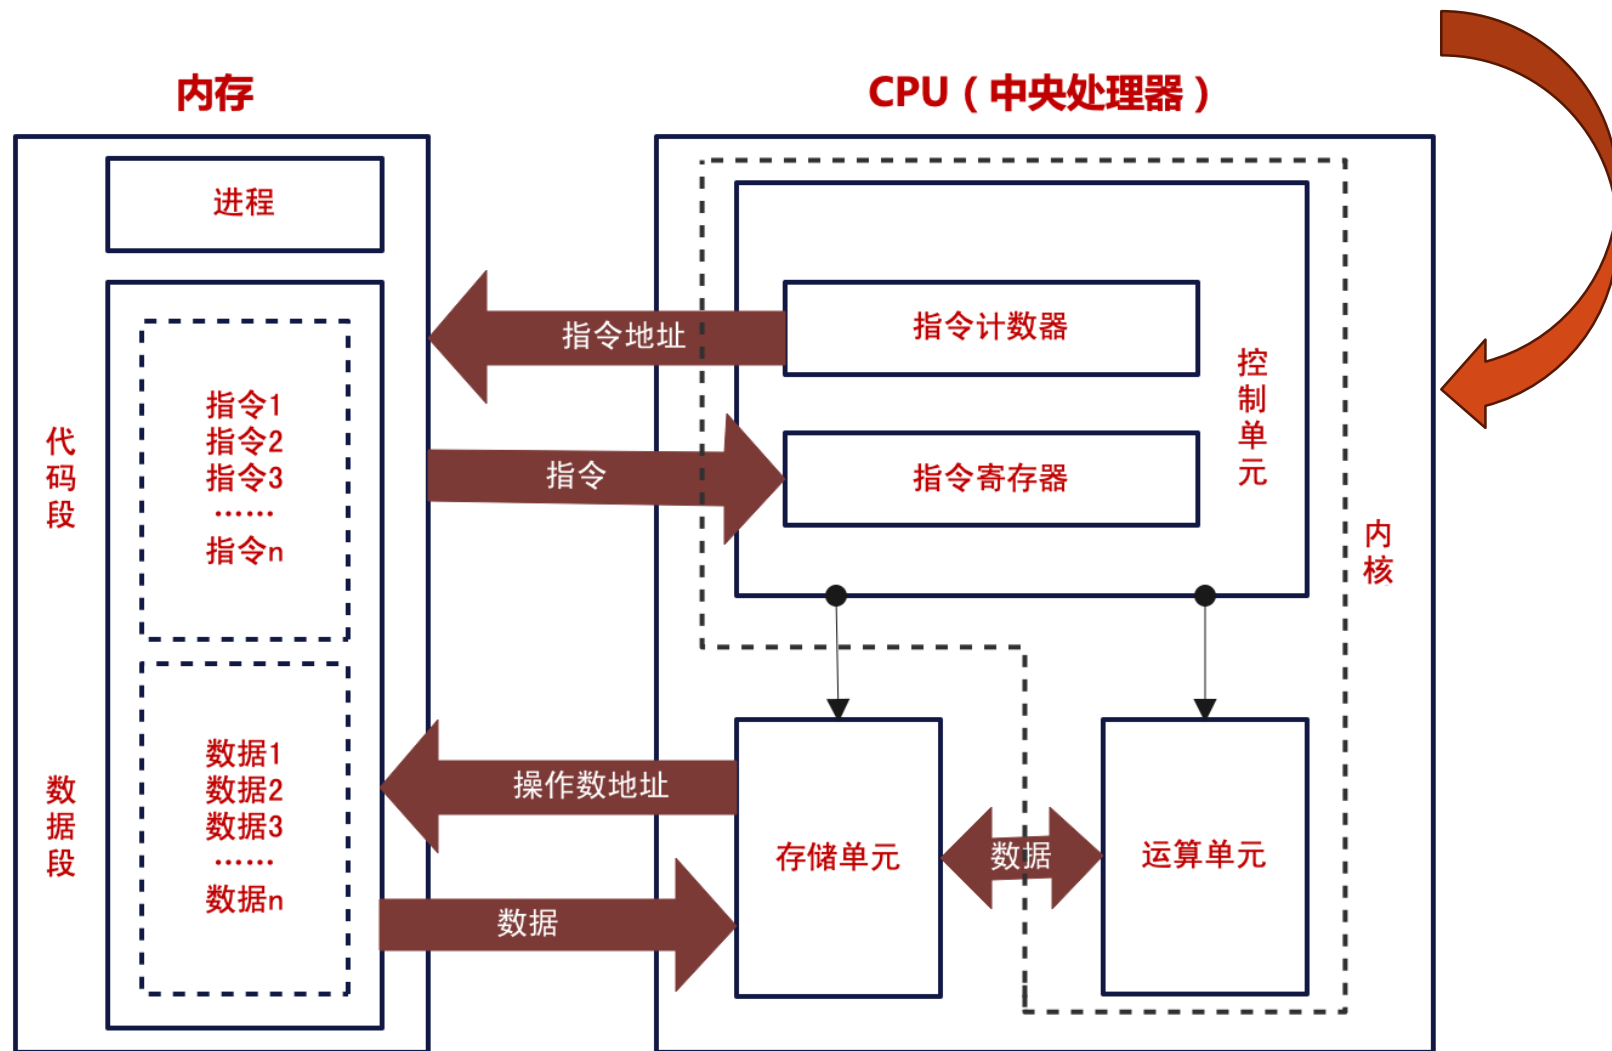 内存
CPU（中央处理器）
进程
指令地址
指令计数器
控制单元
代码段
指令1
指令2
指令3
……
指令n
指令
指令寄存器
内核
数据段
数据1
数据2
数据3
……
数据n
操作数地址
存储单元
数据
运算单元
数据